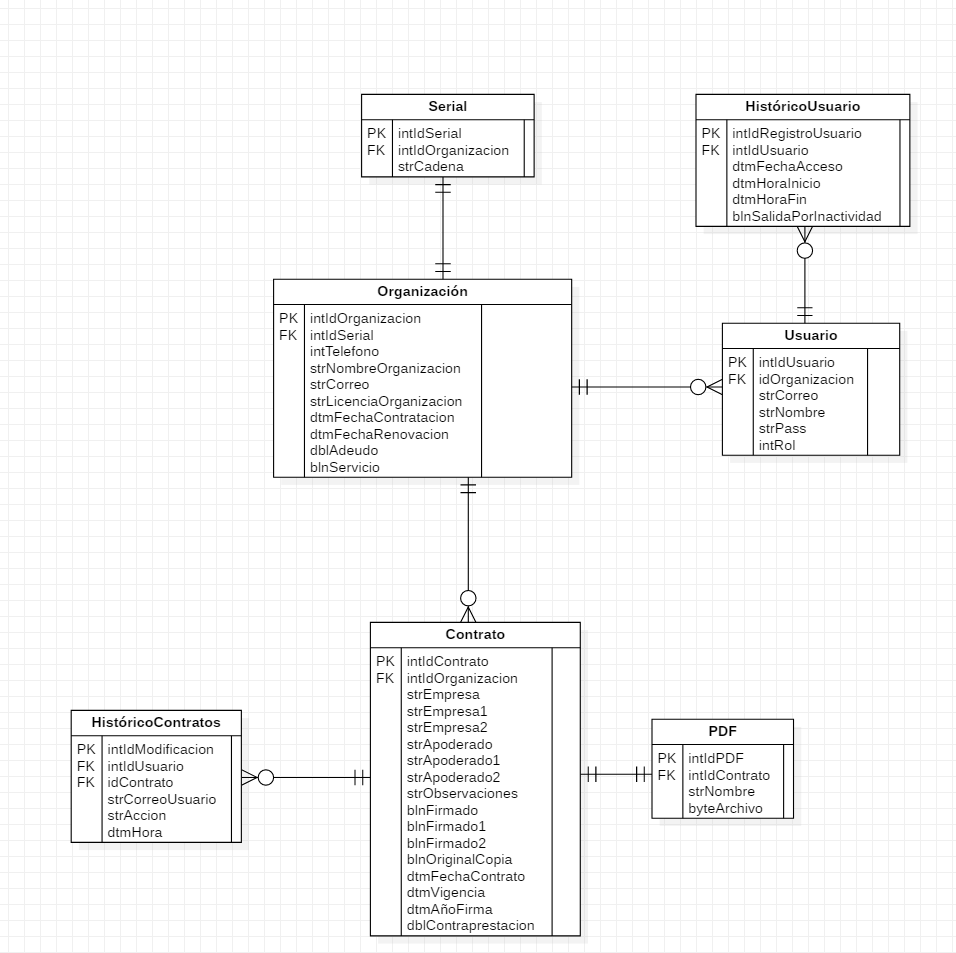 Serial
PK intIdSerial
FK intIdOrganizacion
strCadena
HistóricoUsuario
PK intIdRegistroUsuario
FK intIdUsuario
dtmFechaAcceso
dtmHoraInicio
dtmHoraFin
blnSalidaPorInactividad
Organización
PK intIdOrganizacion
FK intIdSerial
intTelefono
strNombreOrganizacion
strCorreo
strLicenciaOrganizacion
dtmFechaContratacion
dtmFechaRenovacion
dblAdeudo
blnServicio
Usuario
PK intIdUsuario
FK idOrganizacion
strCorreo
strNombre
strPass
intRol
Contrato
PK intIdContrato
FK intIdOrganizacion
strEmpresa
strEmpresa1
strEmpresa2
strApoderado
strApoderado1
strApoderado2
strObservaciones
blnFirmado
blnFirmado1
blnFirmado2
blnOriginalCopia
dtmFechaContrato
dtmVigencia
dtmAñoFirma
dblContraprestacion
HistóricoContratos
PK intIdModificacion
FK intIdUsuario
FK idContrato
strCorreoUsuario
strAccion
dtmHora
PDF
PK intIdPDF
FK intIdContrato
strNombre
byteArchivo